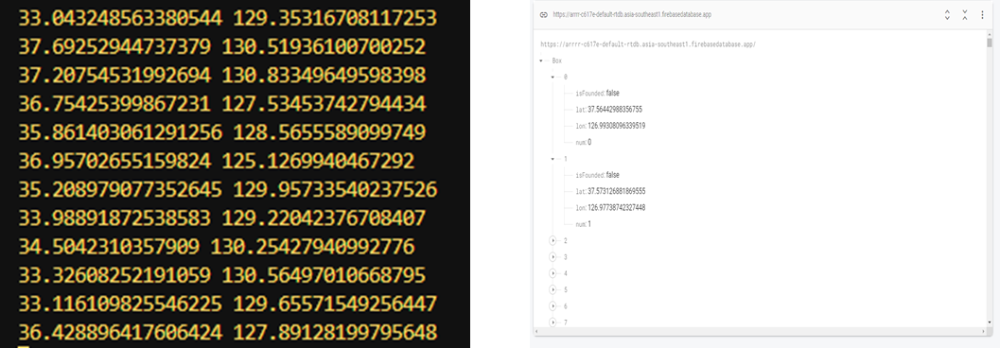 33.043248563380544 129.35316708117253
37.69252944737379 130.51936100700252
37.20754531992694 130.83349649598398
36.75425399867231 127.53453742794434
35.861403061291256 128.5655589099749
36.95702655159824 125.1269940467292
35.208979077352645 129.95733540237526
33.98891872538583 129.22042376708407
34.5042310357909 130.25427940992776
33.32608252191059 130.56497010668795
33.116109825546225 129.65571549256447
36.428896417606424 127.89128199795648
https://arrrr-c617e-default-rtdb.asia-southeast1.firebasedatabase.app
https://arrrr-c617e-default-rtdb.asia-southeast1.firebasedatabase.app/
Box
0
isFounded: false
lat: 37.56442988356755
lon: 126.99308096339519
num: 0
1
isFounded: false
lat: 37.573126881869555
lon: 126.97738742327448
num: 1
2
3
4
5
6
7